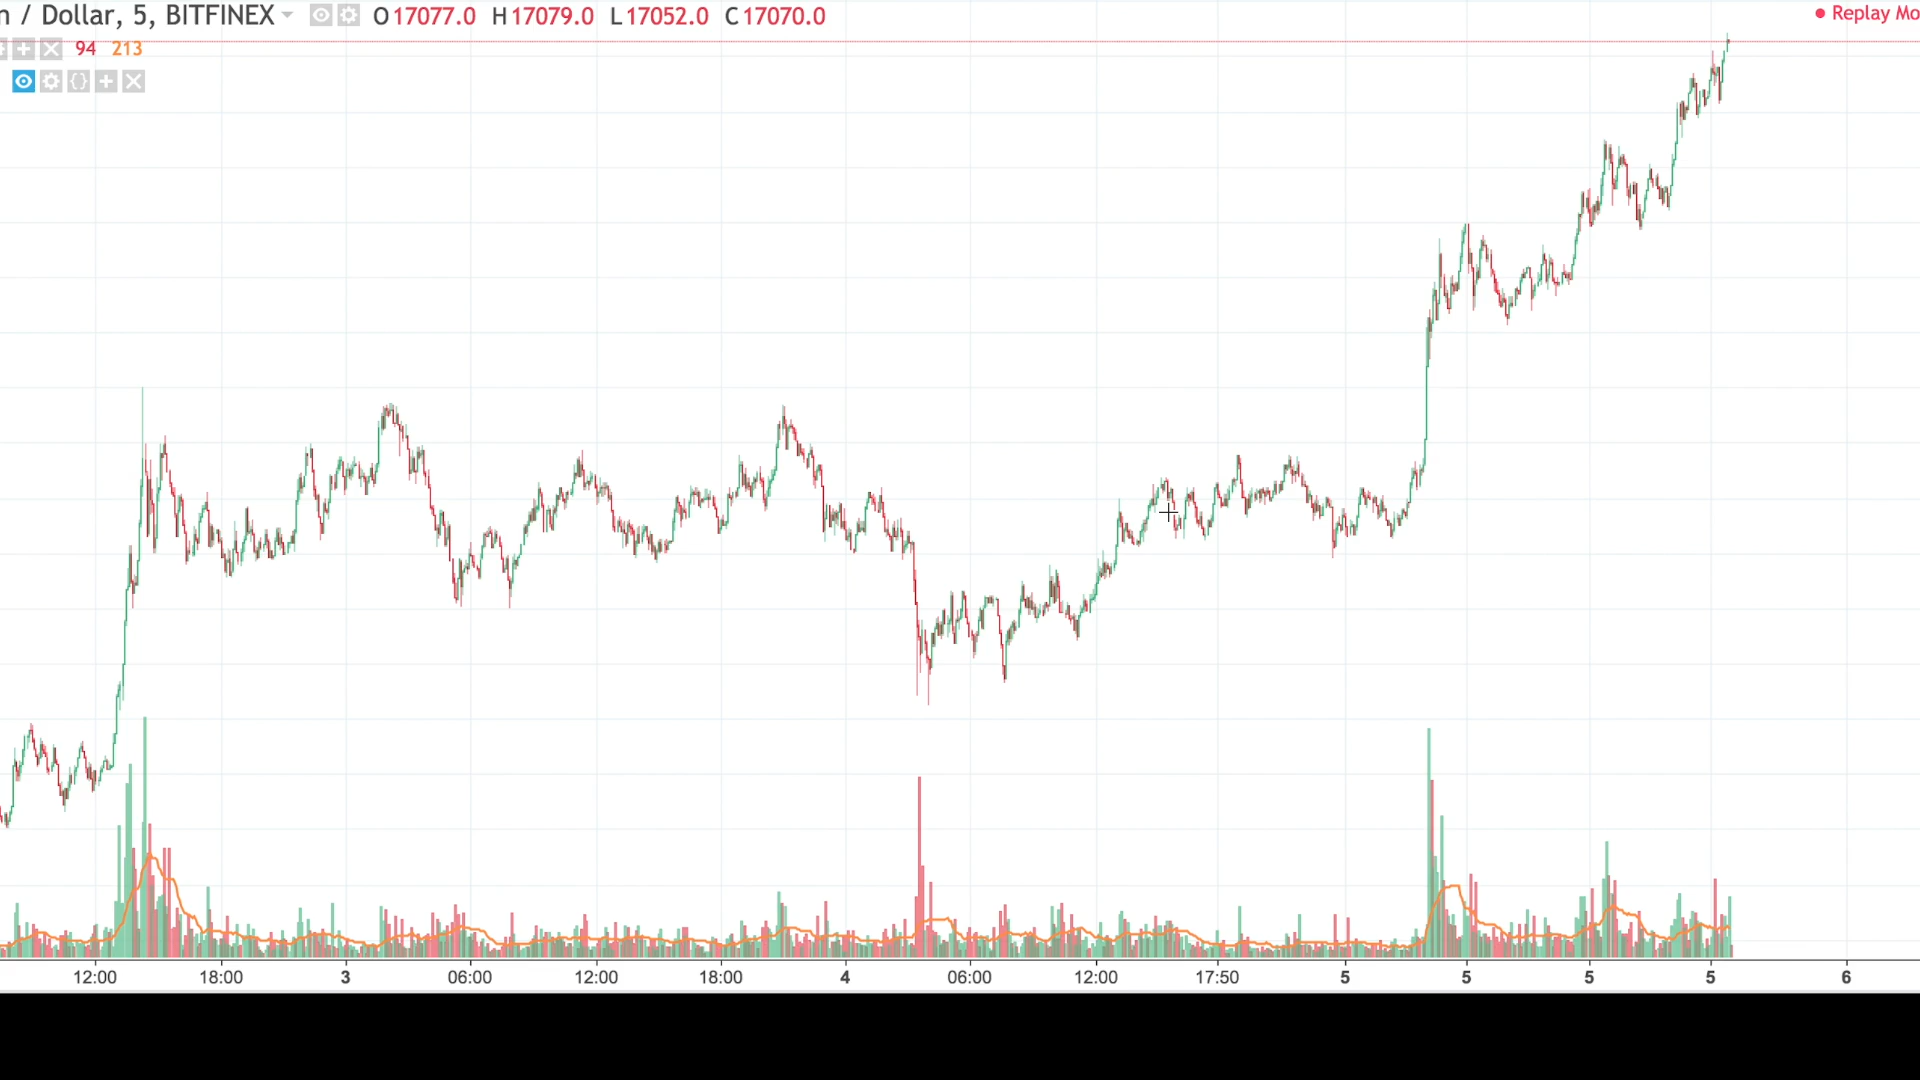 n / Dollar, 5, BITFINEX O17077.0 H17079.0 L17052.0 C17070.0
Replay Mo
94 213
12:00 18:00 3 06:00 12:00 18:00 4 06:00 12:00 17:50 5 5 5 5 6